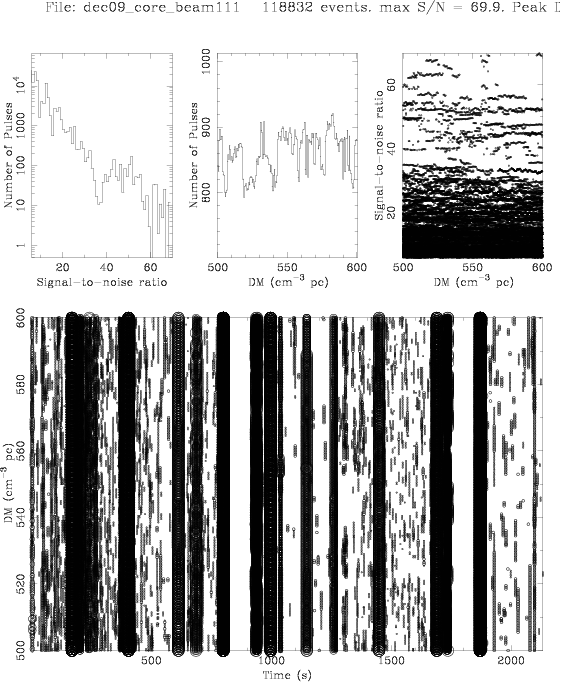 File: dec09_core_beam111 118832 events. max S/N = 69.9. Peak D
Number of Pulses
10⁴
1000
100
10
1
20 40 60
Signal-to-noise ratio
Number of Pulses
1000
900
800
500 550 600
DM (cm⁻³ pc)
Signal-to-noise ratio
60
40
20
500 550 600
DM (cm⁻³ pc)
DM (cm⁻³ pc)
600
580
560
540
520
500
500 1000 1500 2000
Time (s)